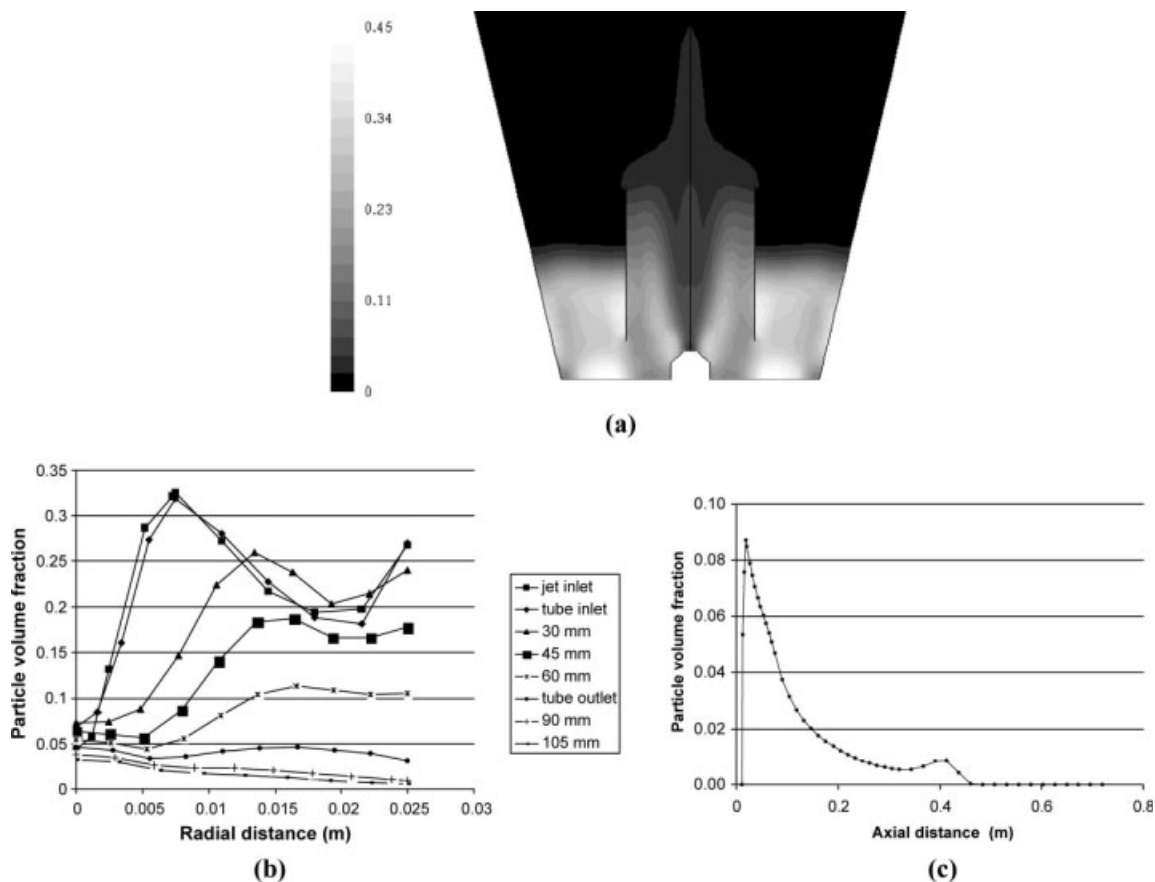 0.45
0.34
0.23
0.11
0
(a)
0.35
0.3
0.25
0.2
0.15
0.1
0.05
0
Particle volume fraction
0 0.005 0.01 0.015 0.02 0.025 0.03
Radial distance (m)
jet inlet
tube inlet
30 mm
45 mm
60 mm
tube outlet
90 mm
105 mm
(b)
0.10
0.08
0.06
0.04
0.02
0.00
Particle volume fraction
0 0.2 0.4 0.6 0.8
Axial distance (m)
(c)